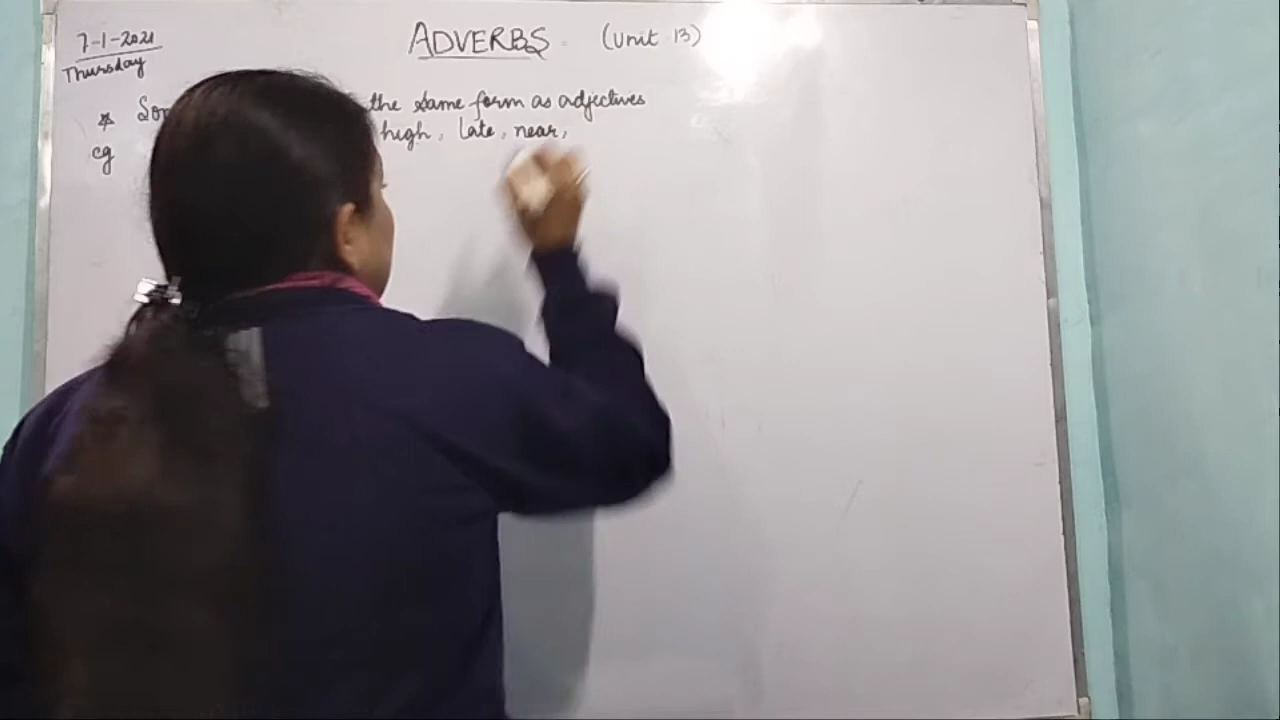 7-1-2021
Thursday
ADVERBS (Unit 13)
* the same form as adjectives
eg high, late, near,